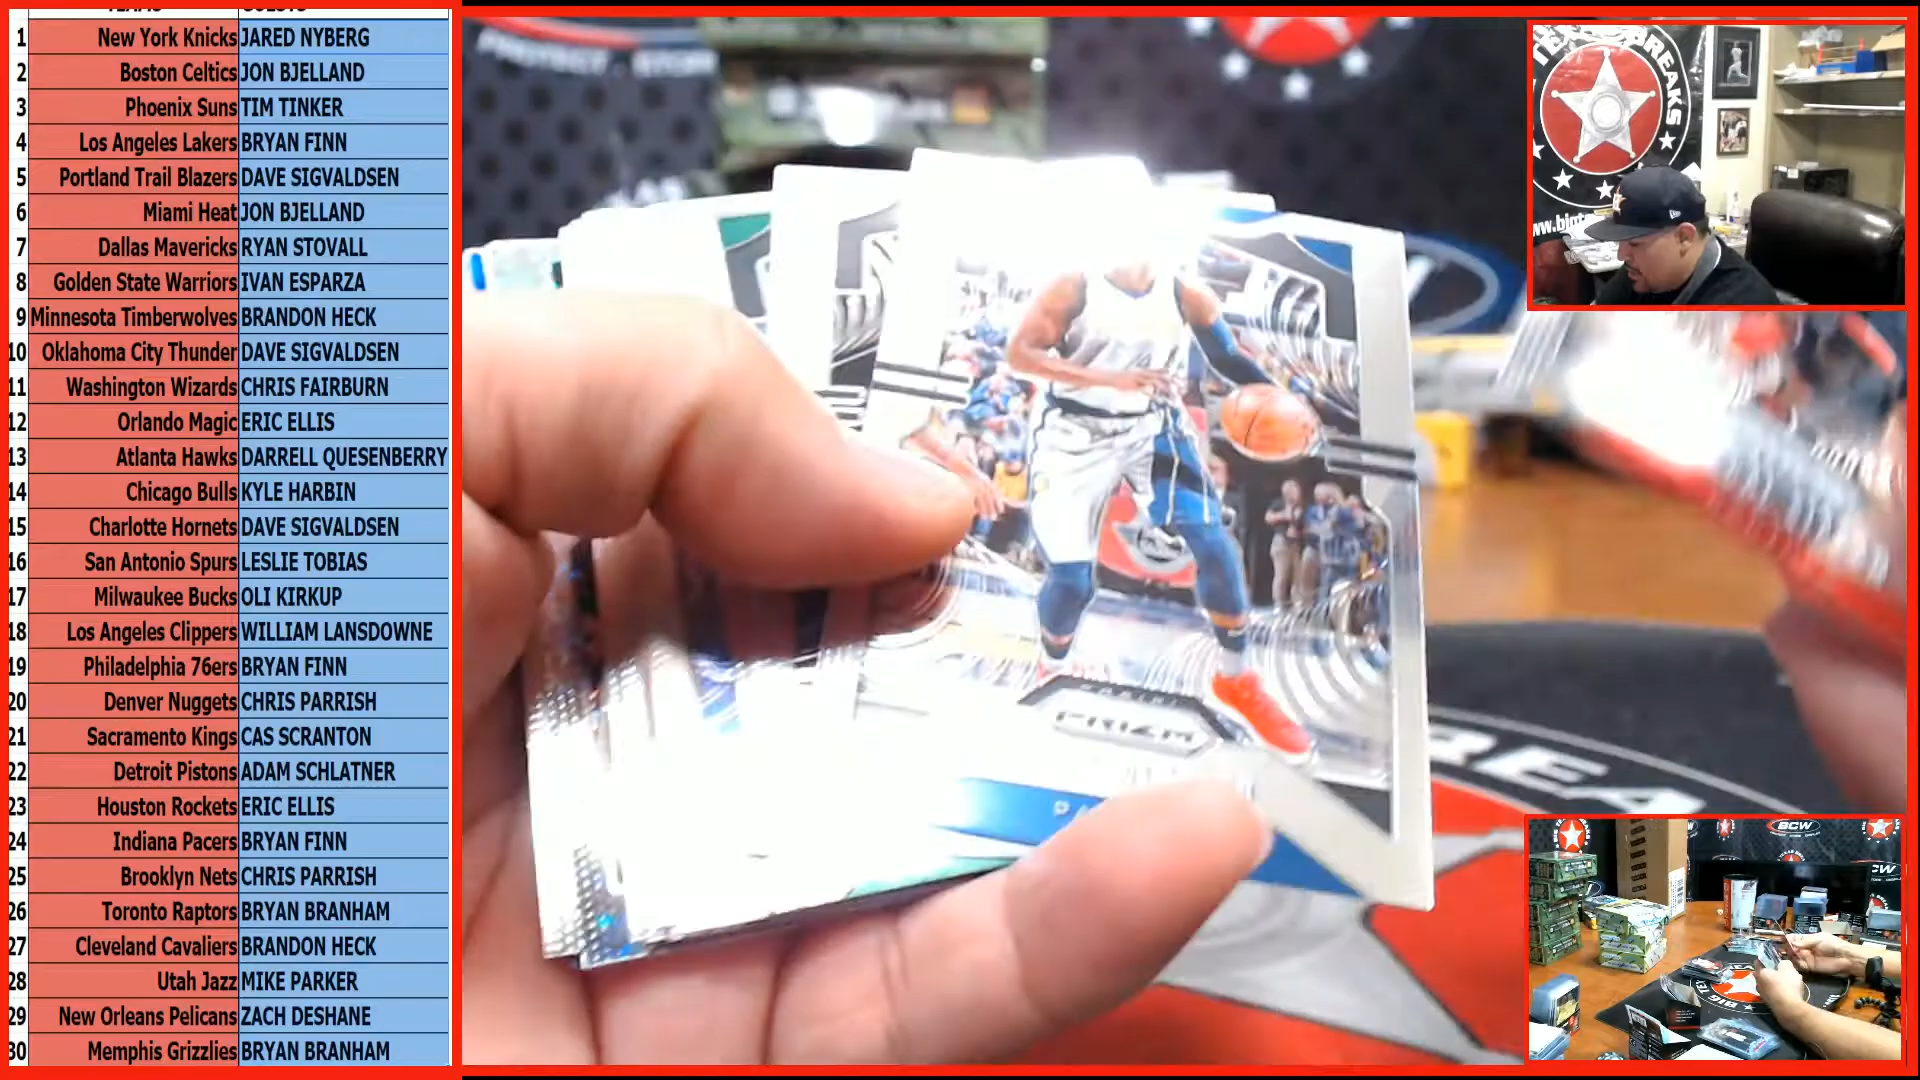 1 New York Knicks JARED NYBERG
2 Boston Celtics JON BJELLAND
3 Phoenix Suns TIM TINKER
4 Los Angeles Lakers BRYAN FINN
5 Portland Trail Blazers DAVE SIGVALDSEN
6 Miami Heat JON BJELLAND
7 Dallas Mavericks RYAN STOVALL
8 Golden State Warriors IVAN ESPARZA
9 Minnesota Timberwolves BRANDON HECK
10 Oklahoma City Thunder DAVE SIGVALDSEN
11 Washington Wizards CHRIS FAIRBURN
12 Orlando Magic ERIC ELLIS
13 Atlanta Hawks DARRELL QUESENBERRY
14 Chicago Bulls KYLE HARBIN
15 Charlotte Hornets DAVE SIGVALDSEN
16 San Antonio Spurs LESLIE TOBIAS
17 Milwaukee Bucks OLI KIRKUP
18 Los Angeles Clippers WILLIAM LANSDOWNE
19 Philadelphia 76ers BRYAN FINN
20 Denver Nuggets CHRIS PARRISH
21 Sacramento Kings CAS SCRANTON
22 Detroit Pistons ADAM SCHLATNER
23 Houston Rockets ERIC ELLIS
24 Indiana Pacers BRYAN FINN
25 Brooklyn Nets CHRIS PARRISH
26 Toronto Raptors BRYAN BRANHAM
27 Cleveland Cavaliers BRANDON HECK
28 Utah Jazz MIKE PARKER
29 New Orleans Pelicans ZACH DESHANE
30 Memphis Grizzlies BRYAN BRANHAM
PRIZM
BREA
BREAKS
BCW